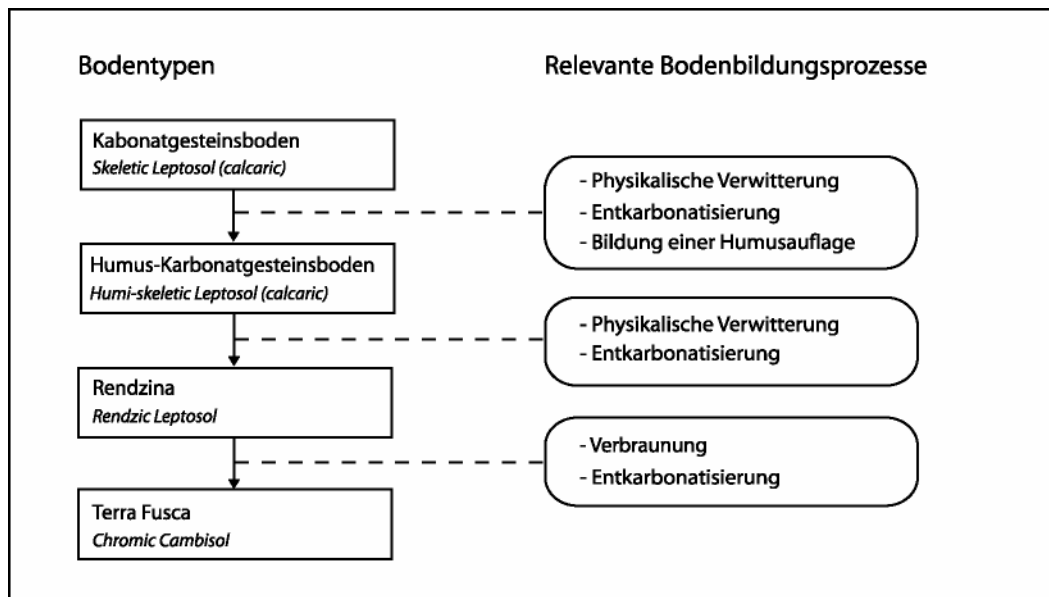 Bodentypen
Relevante Bodenbildungsprozesse
Kabonatgesteinsboden
Skeletic Leptosol (calcaric)
- Physikalische Verwitterung
- Entkarbonatisierung
- Bildung einer Humusauflage
Humus-Karbonatgesteinsboden
Humi-skeletic Leptosol (calcaric)
- Physikalische Verwitterung
- Entkarbonatisierung
Rendzina
Rendzic Leptosol
- Verbraunung
- Entkarbonatisierung
Terra Fusca
Chromic Cambisol